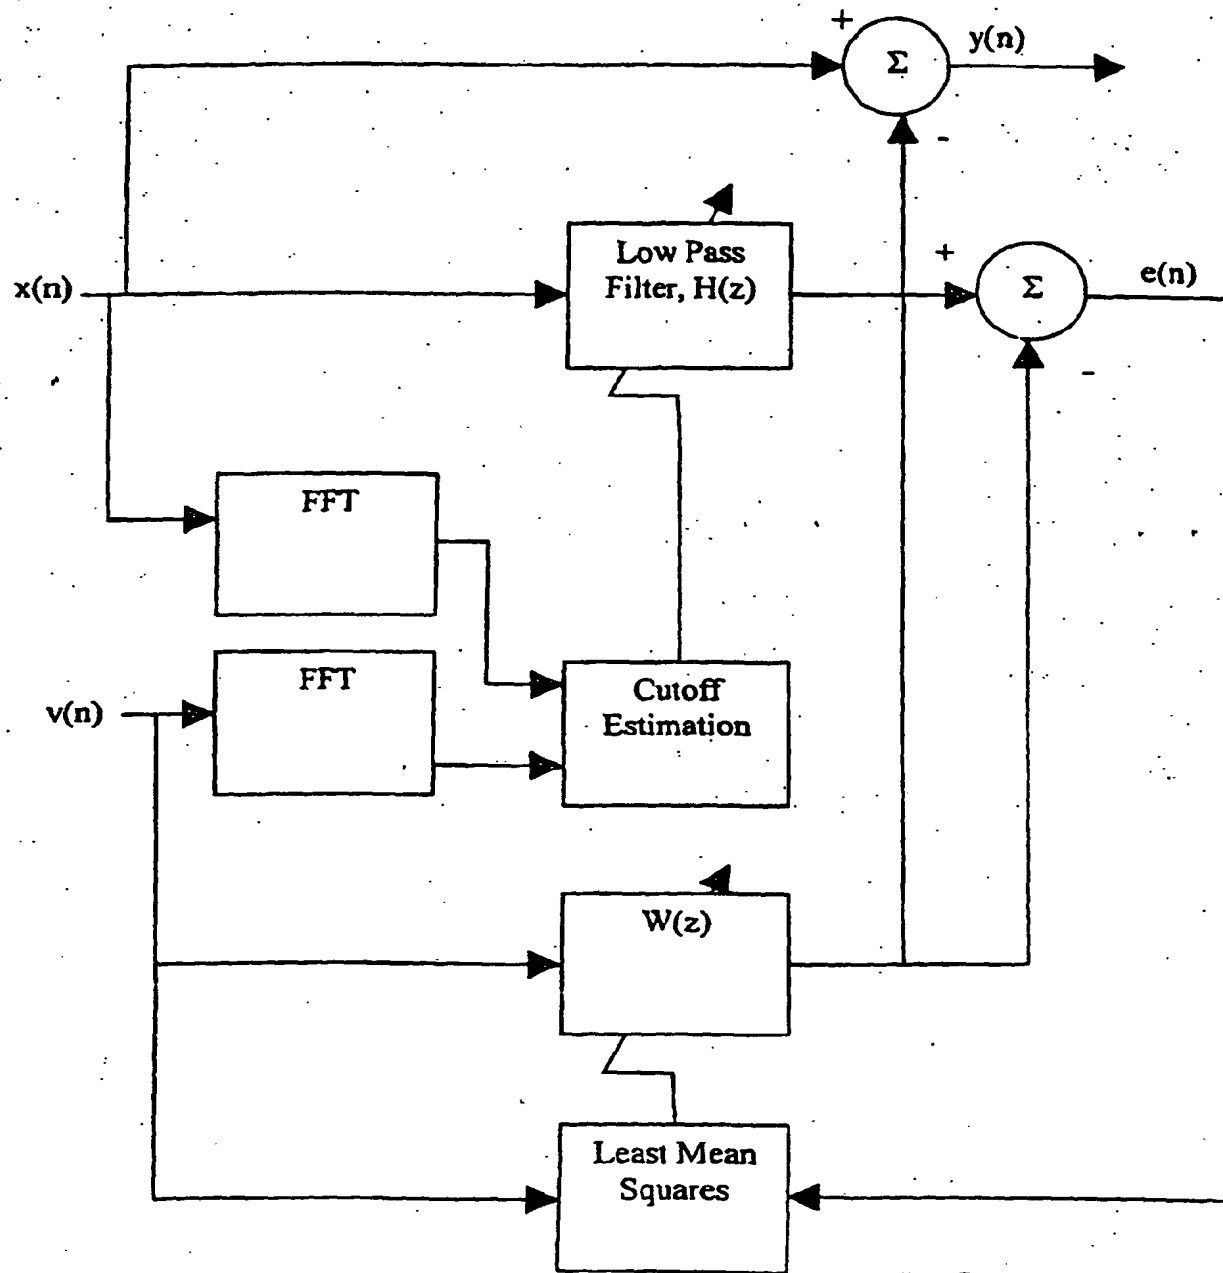 +
Σ
y(n)
-
Low Pass
Filter, H(z)
+
Σ
e(n)
x(n)
-
FFT
FFT
v(n)
Cutoff
Estimation
W(z)
Least Mean
Squares